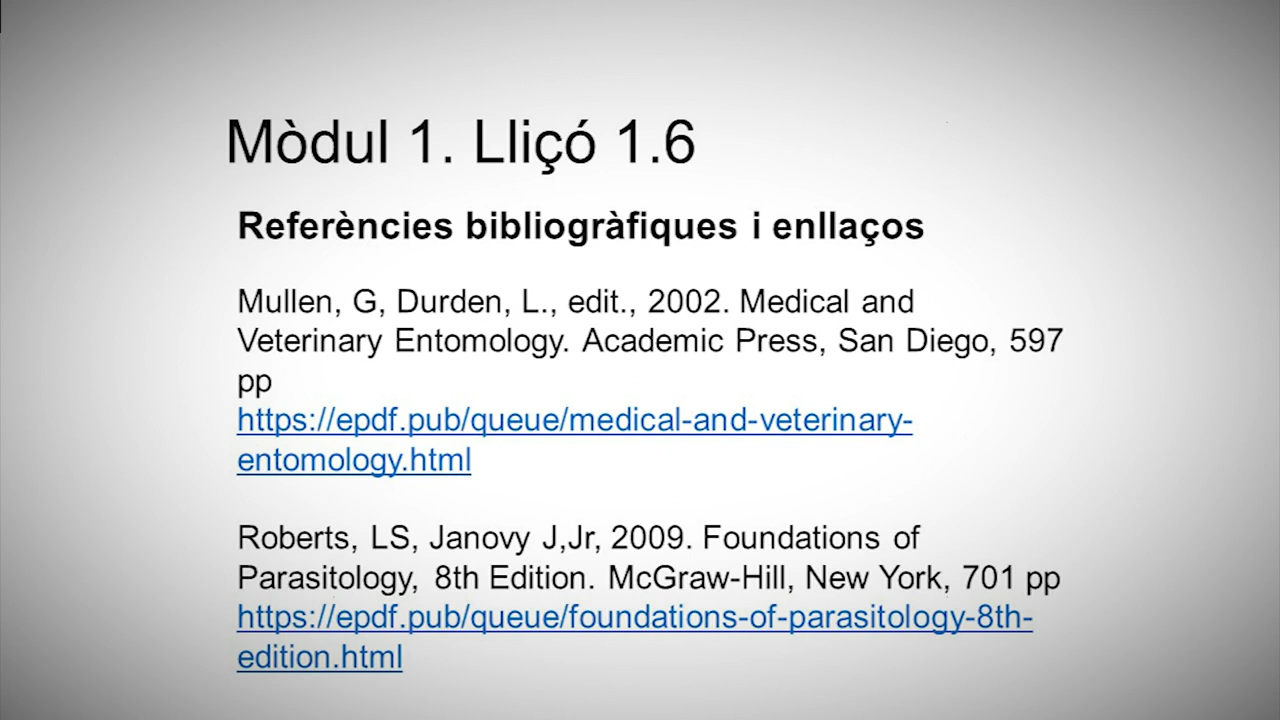 Mòdul 1. Lliçó 1.6
Referències bibliogràfiques i enllaços
Mullen, G, Durden, L., edit., 2002. Medical and
Veterinary Entomology. Academic Press, San Diego, 597
pp
https://epdf.pub/queue/medical-and-veterinary-
entomology.html
Roberts, LS, Janovy J,Jr, 2009. Foundations of
Parasitology, 8th Edition. McGraw-Hill, New York, 701 pp
https://epdf.pub/queue/foundations-of-parasitology-8th-
edition.html